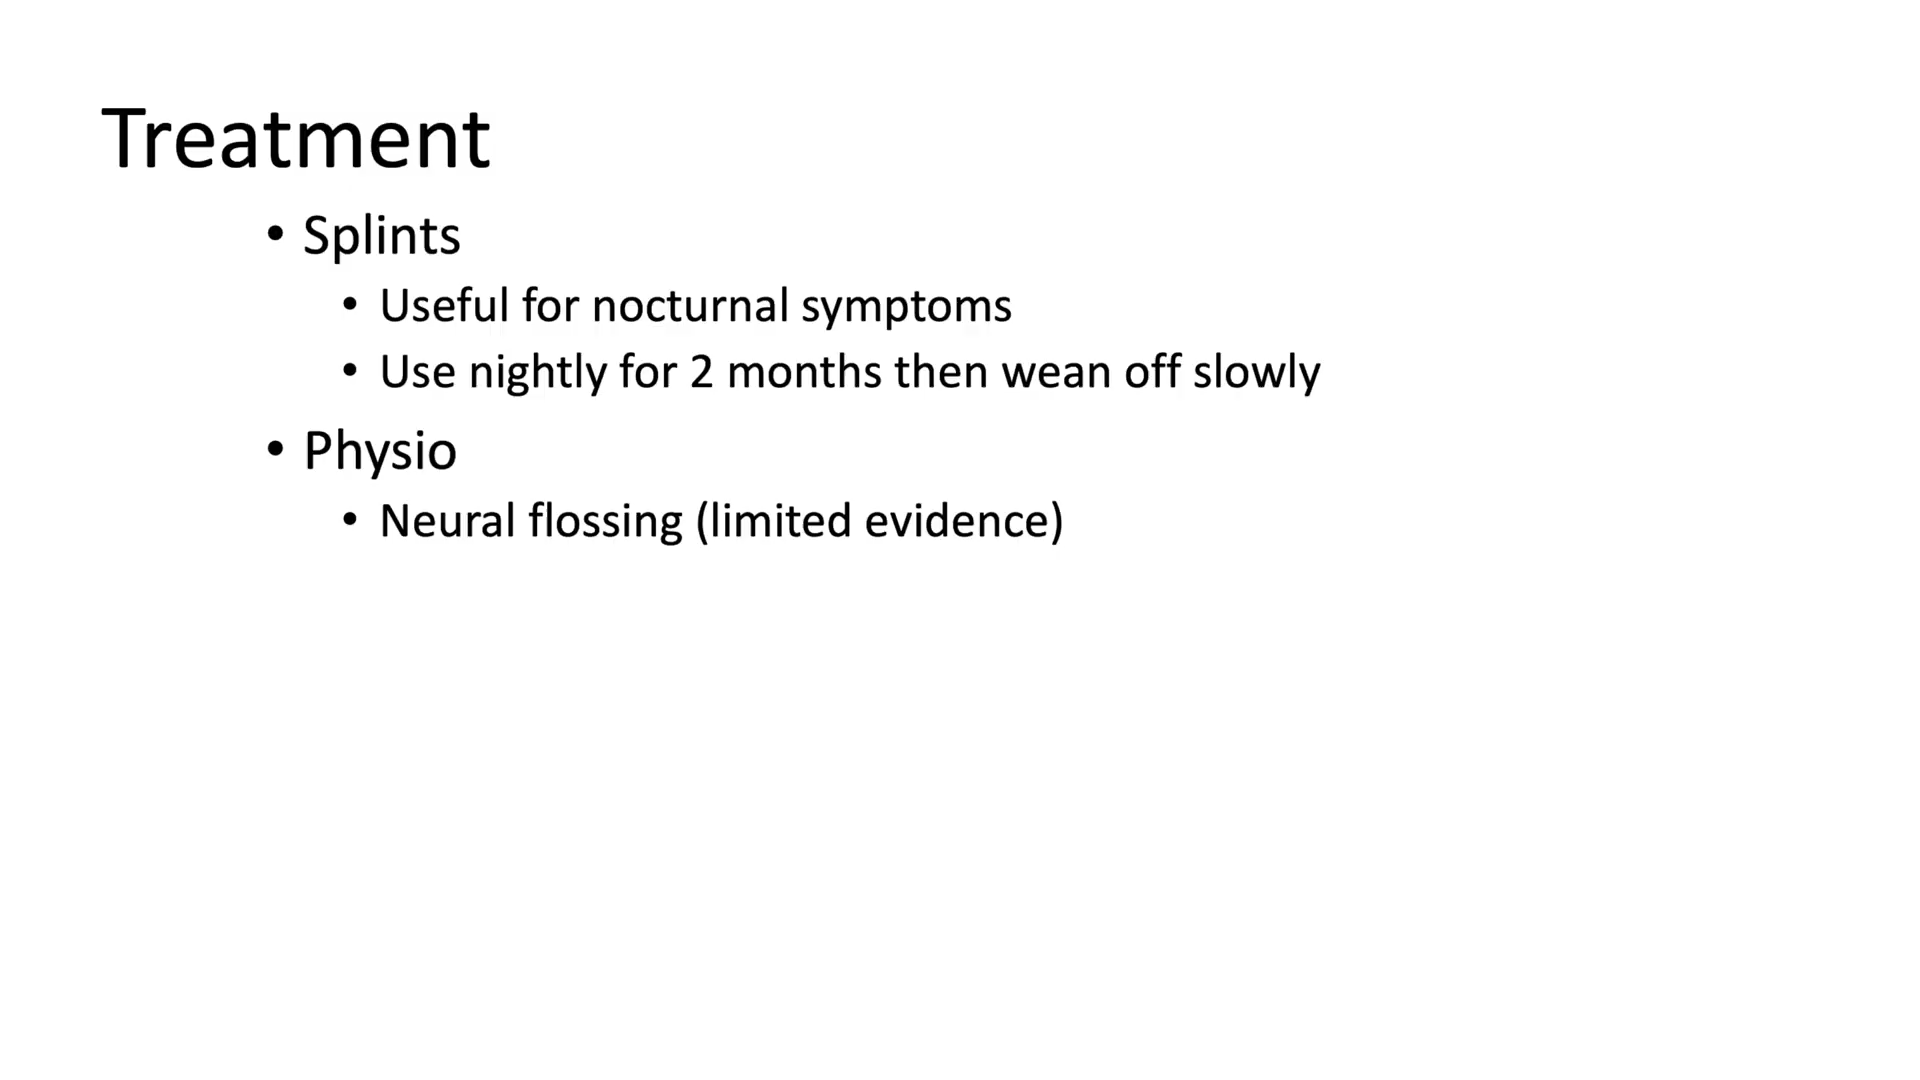 Treatment
• Splints
• Useful for nocturnal symptoms
• Use nightly for 2 months then wean off slowly
• Physio
• Neural flossing (limited evidence)